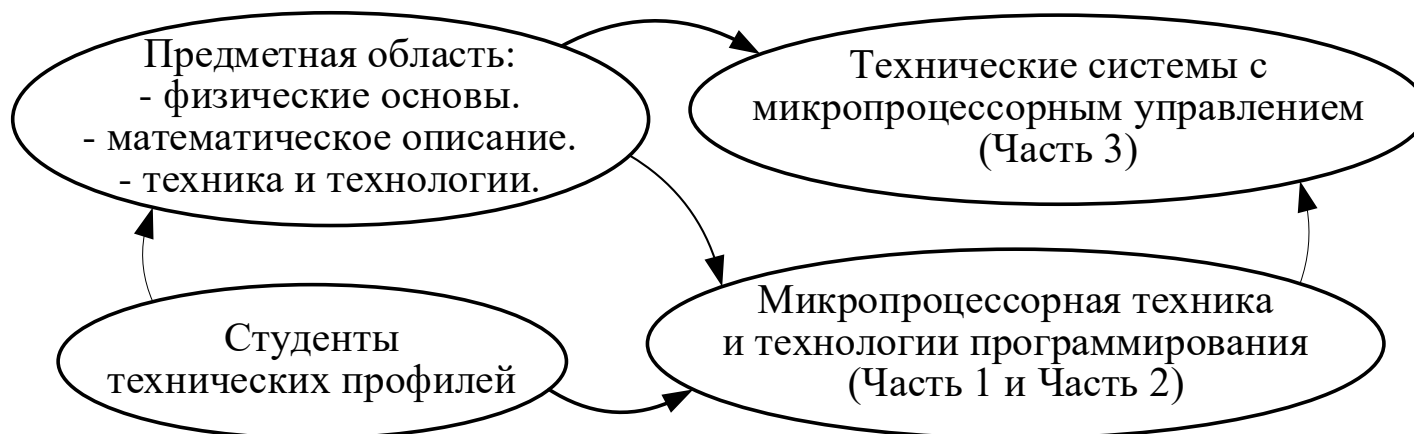 Предметная область:
- физические основы.
- математическое описание.
- техника и технологии.
Технические системы с
микропроцессорным управлением
(Часть 3)
Студенты
технических профилей
Микропроцессорная техника
и технологии программирования
(Часть 1 и Часть 2)